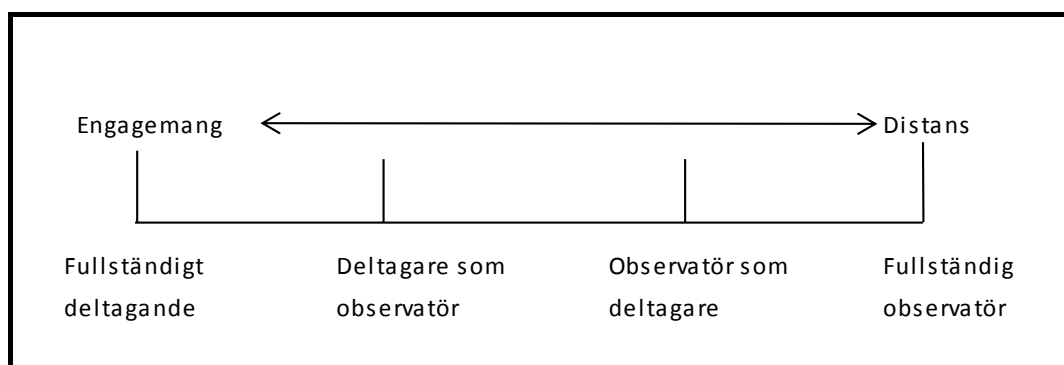 Engagemang Distans
Fullständigt Deltagare som Observatör som Fullständig
deltagande observatör deltagare observatör